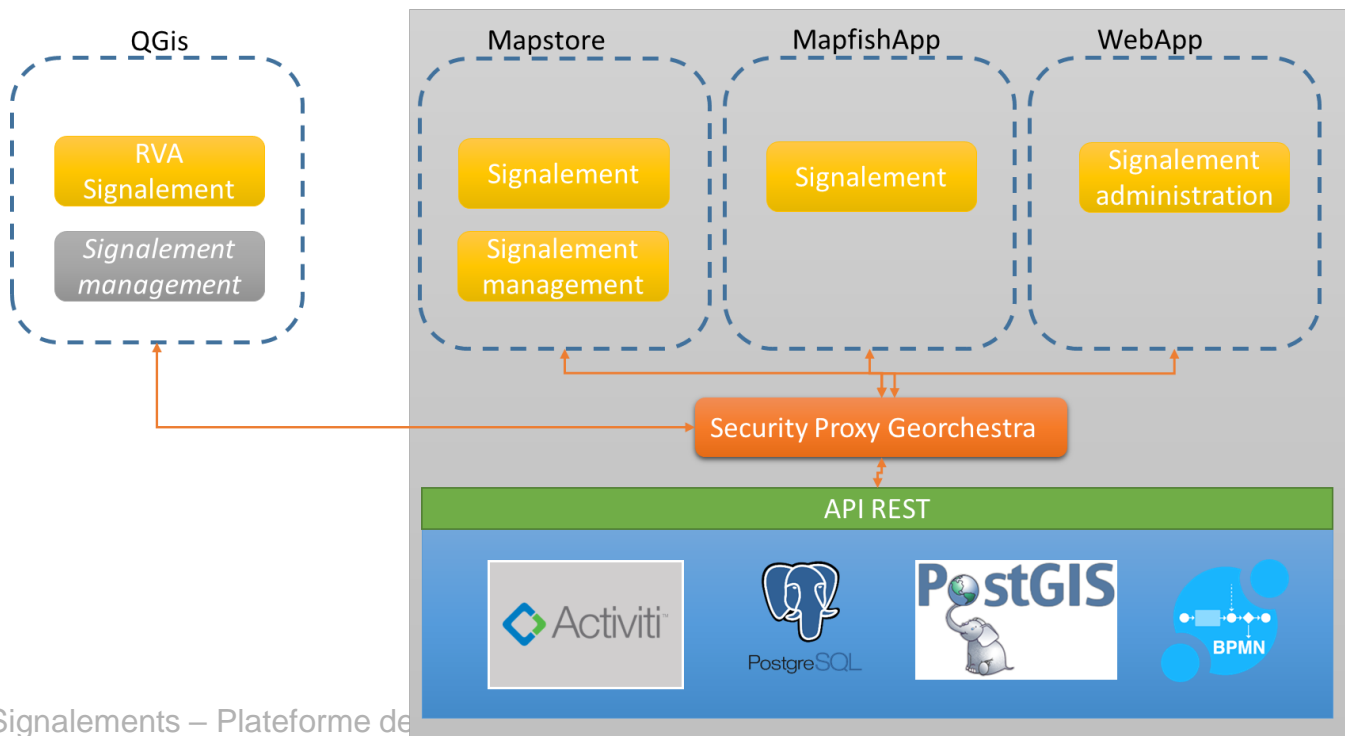 QGis
Mapstore
MapfishApp
WebApp
RVA
Signalement
Signalement
management
Signalement
Signalement
management
Signalement
Signalement
administration
Security Proxy Georchestra
API REST
Activiti
PostgreSQL
PostGIS
BPMN
Signalements – Plateforme de